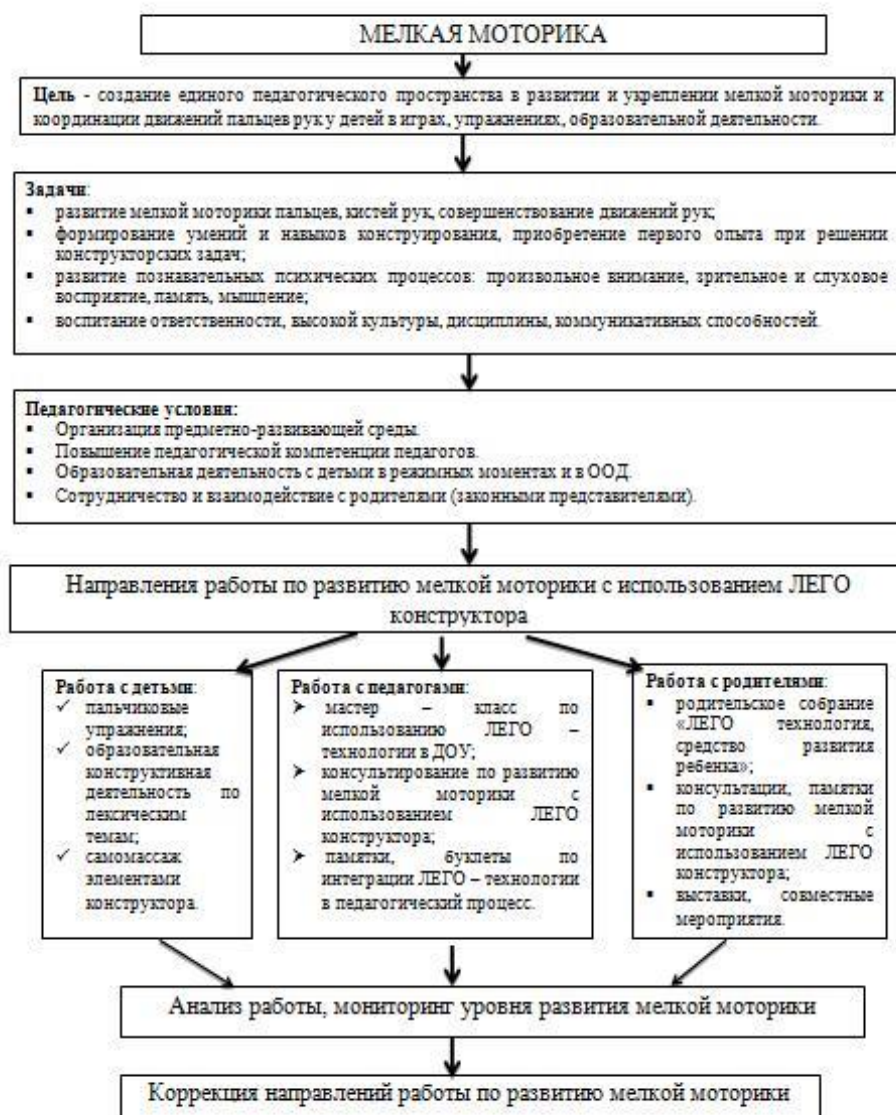 МЕЛКАЯ МОТОРИКА
Цель - создание единого педагогического пространства в развитии и укреплении мелкой моторики и
координации движений пальцев рук у детей в играх, упражнениях, образовательной деятельности.
Задачи:
▪ развитие мелкой моторики пальцев, кистей рук, совершенствование движений рук;
▪ формирование умений и навыков конструирования, приобретение первого опыта при решении
конструкторских задач;
▪ развитие познавательных психических процессов: произвольное внимание, зрительное и слуховое
восприятие, память, мышление;
▪ воспитание ответственности, высокой культуры, дисциплины, коммуникативных способностей.
Педагогические условия:
▪ Организация предметно-развивающей среды.
▪ Повышение педагогической компетенции педагогов.
▪ Образовательная деятельность с детьми в режимных моментах и в ООД.
▪ Сотрудничество и взаимодействие с родителями (законными представителями).
Направления работы по развитию мелкой моторики с использованием ЛЕГО
конструктора
Работа с детьми:
✓ пальчиковые
упражнения;
✓ образовательная
конструктивная
деятельность по
лексическим
темам;
✓ самомассаж
элементами
конструктора.
Работа с педагогами:
➢ мастер – класс по
использованию ЛЕГО –
технологии в ДОУ;
➢ консультирование по развитию
мелкой моторики с
использованием ЛЕГО
конструктора;
➢ памятки, буклеты по
интеграции ЛЕГО – технологии
в педагогический процесс.
Работа с родителями:
▪ родительское собрание
«ЛЕГО технология,
средство развития
ребенка»;
▪ консультации, памятки
по развитию мелкой
моторики с
использованием ЛЕГО
конструктора;
▪ выставки, совместные
мероприятия.
Анализ работы, мониторинг уровня развития мелкой моторики
Коррекция направлений работы по развитию мелкой моторики